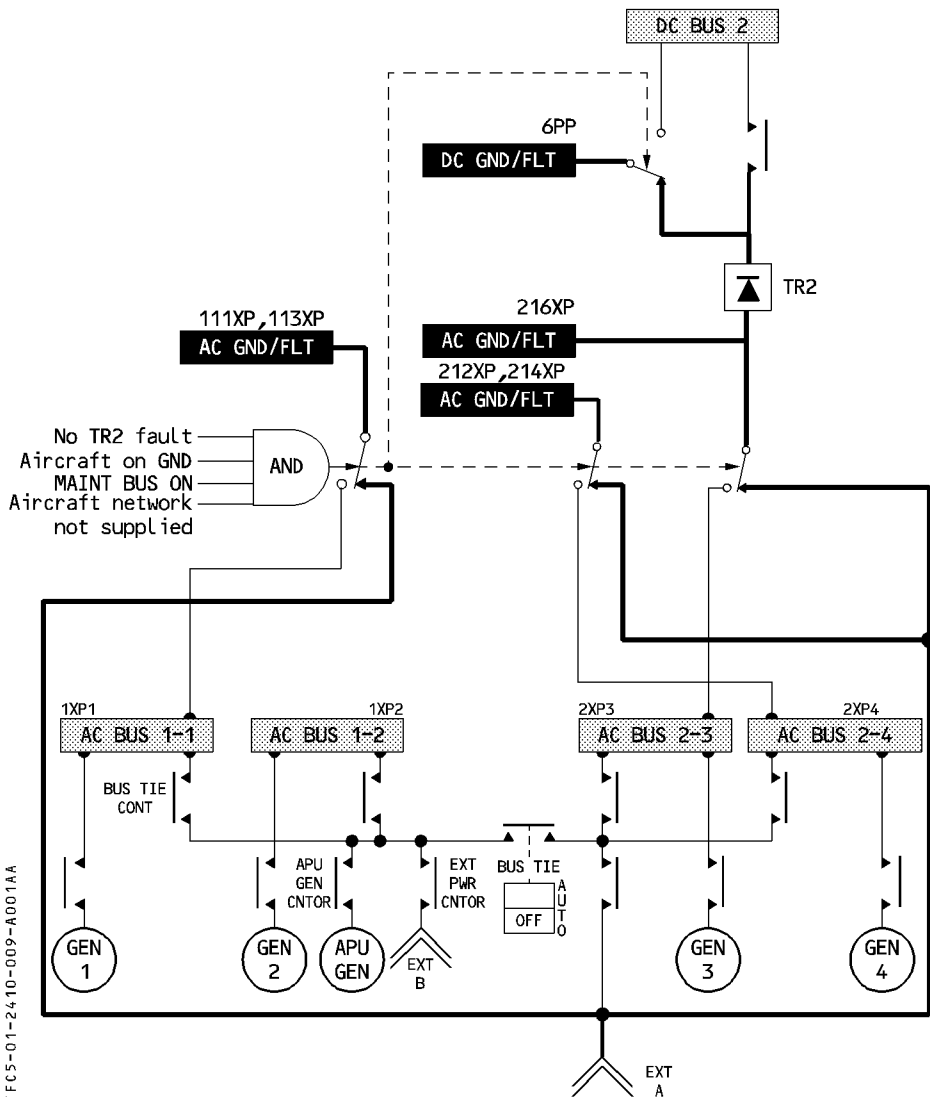 DC BUS 2
6PP
DC GND/FLT
TR2
111XP,113XP
AC GND/FLT
216XP
AC GND/FLT
212XP,214XP
AC GND/FLT
No TR2 fault
Aircraft on GND
MAINT BUS ON
Aircraft network
not supplied
AND
1XP1
AC BUS 1-1
1XP2
AC BUS 1-2
2XP3
AC BUS 2-3
2XP4
AC BUS 2-4
BUS TIE
CONT
APU
GEN
CNTOR
EXT
PWR
CNTOR
BUS TIE
AUTO
OFF
GEN
1
GEN
2
APU
GEN
EXT
B
GEN
3
GEN
4
EXT
A
FC5-01-2410-009-A001AA